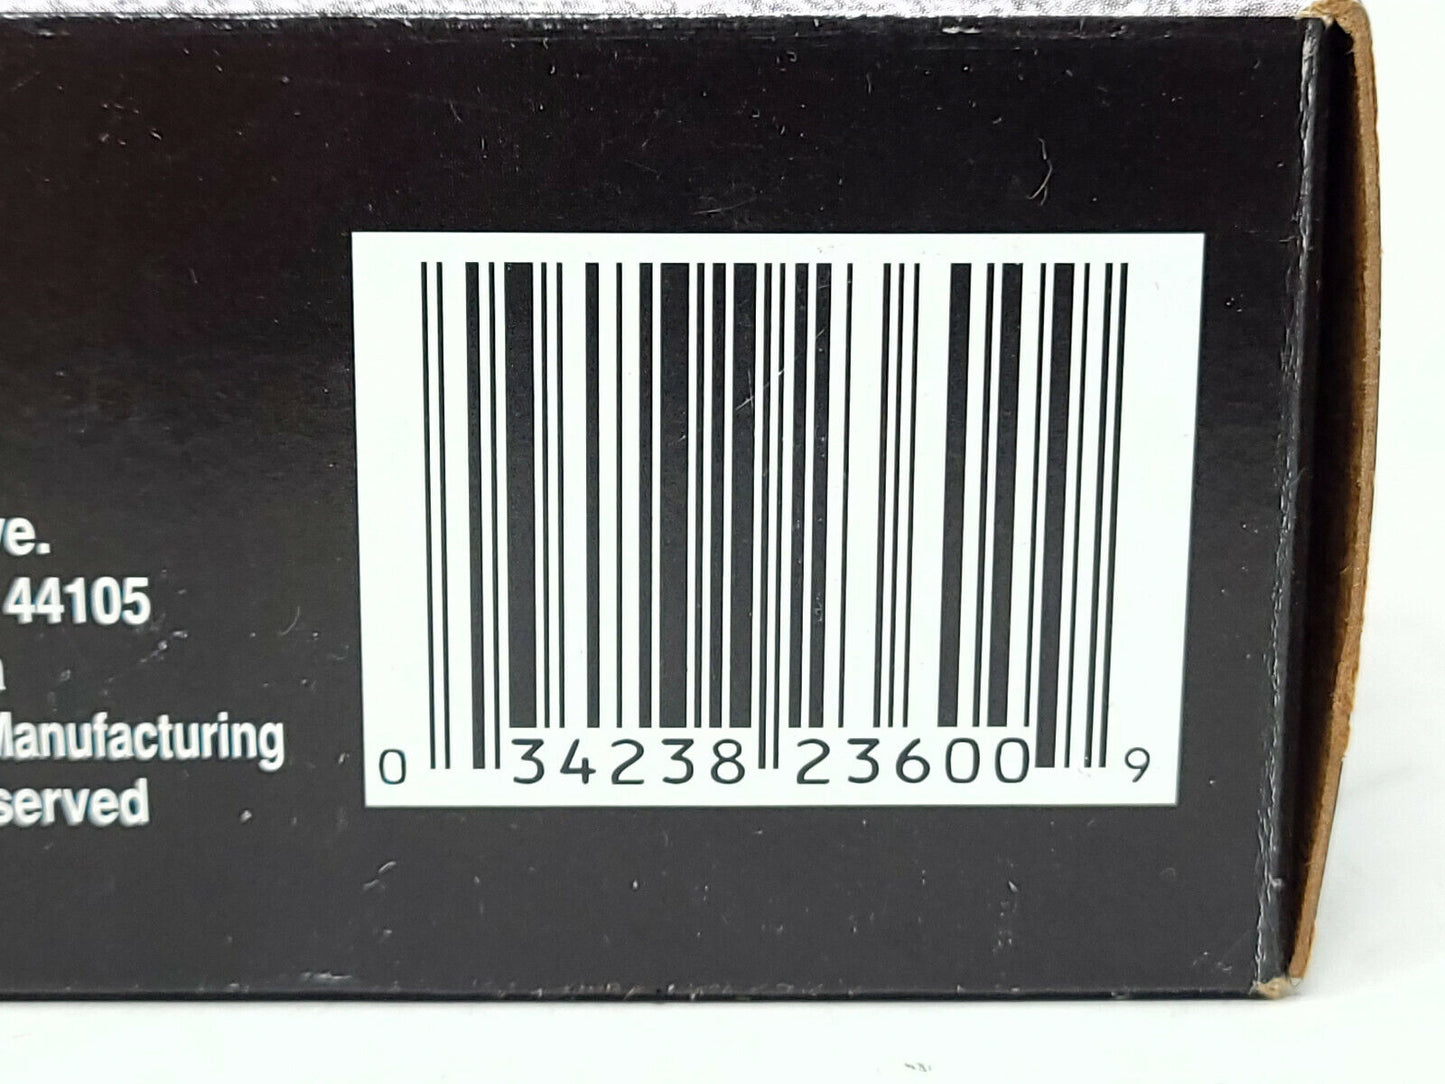 ve.
44105
a
Manufacturing
served
0 34238 23600 9